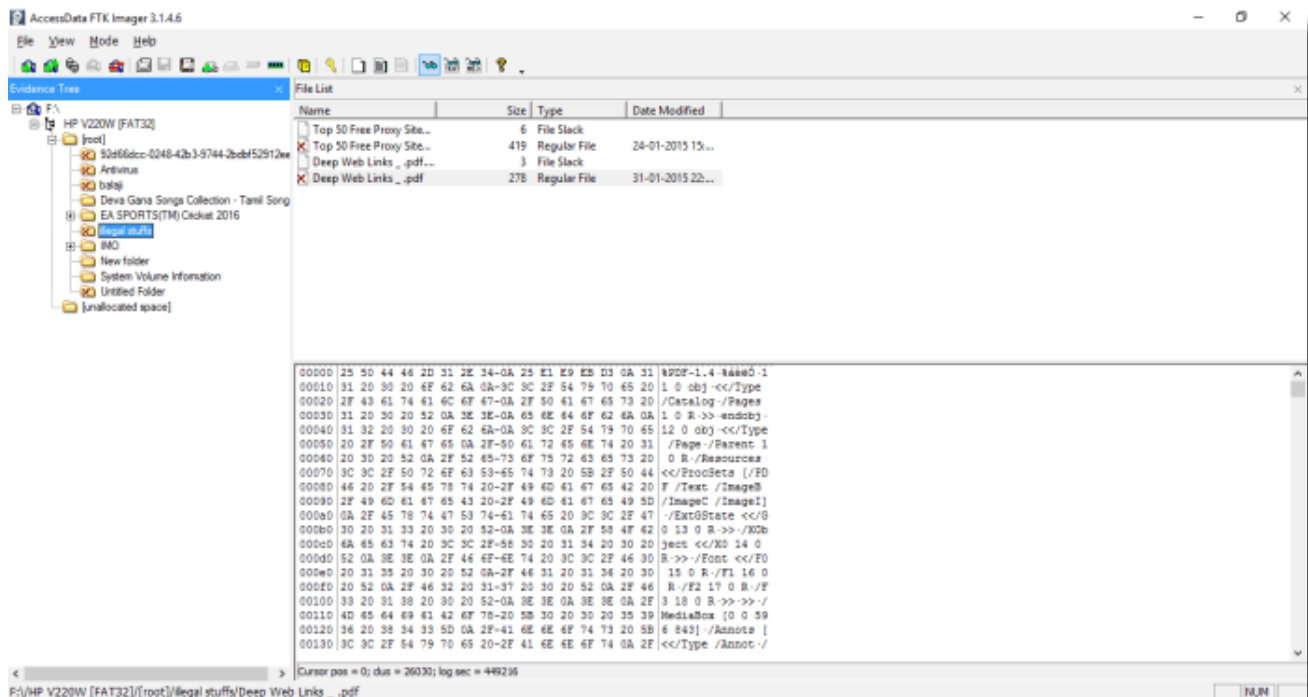 AccessData FTK Imager 3.1.4.6
File View Mode Help
Evidence Tree
F:\
HP V220W [FAT32]
[root]
92d66dcc-0248-42b3-9744-2bdbf52912ee
Antivirus
balaji
Deva Gana Songs Collection - Tamil Song
EA SPORTS(TM) Cricket 2016
illegal stuffs
IMO
New folder
System Volume Information
Untitled Folder
[unallocated space]
File List
Name Size Type Date Modified
Top 50 Free Proxy Site... 6 File Slack
Top 50 Free Proxy Site... 419 Regular File 24-01-2015 15:...
Deep Web Links _ .pdf... 3 File Slack
Deep Web Links _ .pdf 278 Regular File 31-01-2015 22:...
00000 25 50 44 46 2D 31 2E 34-0A 25 E1 E9 EB D3 0A 31 %PDF-1.4·%áéëÓ·1
00010 31 20 30 20 6F 62 6A 0A-3C 3C 2F 54 79 70 65 20 1 0 obj·<</Type
00020 2F 43 61 74 61 6C 6F 67-0A 2F 50 61 67 65 73 20 /Catalog·/Pages
00030 31 20 30 20 52 0A 3E 3E-0A 65 6E 64 6F 62 6A 0A 1 0 R·>>·endobj·
00040 31 32 20 30 20 6F 62 6A-0A 3C 3C 2F 54 79 70 65 12 0 obj·<</Type
00050 20 2F 50 61 67 65 0A 2F-50 61 72 65 6E 74 20 31 /Page·/Parent 1
00060 20 30 20 52 0A 2F 52 65-73 6F 75 72 63 65 73 20 0 R·/Resources
00070 3C 3C 2F 50 72 6F 63 53-65 74 73 20 5B 2F 50 44 <</ProcSets [/PD
00080 46 20 2F 54 65 78 74 20-2F 49 6D 61 67 65 42 20 F /Text /ImageB
00090 2F 49 6D 61 67 65 43 20-2F 49 6D 61 67 65 49 5D /ImageC /ImageI]
000a0 0A 2F 45 78 74 47 53 74-61 74 65 20 3C 3C 2F 47 ·/ExtGState <</G
000b0 30 20 31 33 20 30 20 52-0A 3E 3E 0A 2F 58 4F 62 0 13 0 R·>>·/XOb
000c0 6A 65 63 74 20 3C 3C 2F-58 30 20 31 34 20 30 20 ject <</X0 14 0
000d0 52 0A 3E 3E 0A 2F 46 6F-6E 74 20 3C 3C 2F 46 30 R·>>·/Font <</F0
000e0 20 31 35 20 30 20 52 0A-2F 46 31 20 31 36 20 30 15 0 R·/F1 16 0
000f0 20 52 0A 2F 46 32 20 31-37 20 30 20 52 0A 2F 46 R·/F2 17 0 R·/F
00100 33 20 31 38 20 30 20 52-0A 3E 3E 0A 3E 3E 0A 2F 3 18 0 R·>>·>>·/
00110 4D 65 64 69 61 42 6F 78-20 5B 30 20 30 20 35 39 MediaBox [0 0 59
00120 36 20 38 34 33 5D 0A 2F-41 6E 6E 6F 74 73 20 5B 6 843]·/Annots [
00130 3C 3C 2F 54 79 70 65 20-2F 41 6E 6E 6F 74 0A 2F <</Type /Annot·/
Cursor pos = 0; clus = 26030; log sec = 449216
F:\/HP V220W [FAT32]/[root]/illegal stuffs/Deep Web Links _ .pdf
NUM